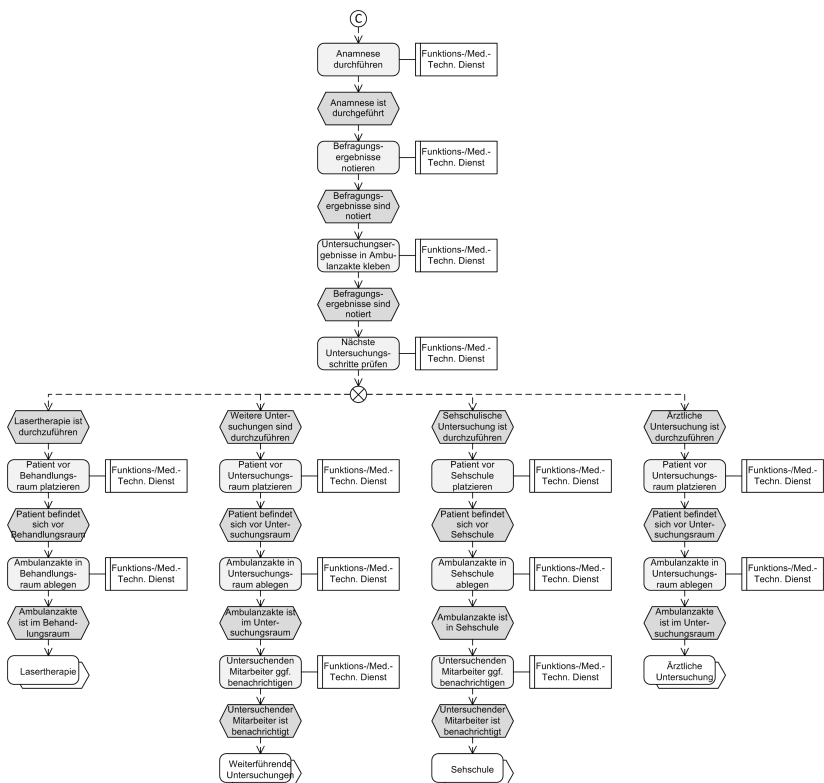 C
Anamnese
durchführen
Funktions-/Med.-
Techn. Dienst
Anamnese ist
durchgeführt
Befragungs-
ergebnisse
notieren
Funktions-/Med.-
Techn. Dienst
Befragungs-
ergebnisse sind
notiert
Untersuchungser-
gebnisse in Ambu-
lanzakte kleben
Funktions-/Med.-
Techn. Dienst
Befragungs-
ergebnisse sind
notiert
Nächste
Untersuchungs-
schritte prüfen
Funktions-/Med.-
Techn. Dienst
Lasertherapie ist
durchzuführen
Patient vor
Behandlungs-
raum platzieren
Funktions-/Med.-
Techn. Dienst
Patient befindet
sich vor
Behandlungsraum
Ambulanzakte in
Behandlungs-
raum ablegen
Funktions-/Med.-
Techn. Dienst
Ambulanzakte
ist im Behand-
lungsraum
Lasertherapie
Weitere Unter-
suchungen sind
durchzuführen
Patient vor
Untersuchungs-
raum platzieren
Funktions-/Med.-
Techn. Dienst
Patient befindet
sich vor Unter-
suchungsraum
Ambulanzakte in
Untersuchungs-
raum ablegen
Funktions-/Med.-
Techn. Dienst
Ambulanzakte ist
im Unter-
suchungsraum
Untersuchenden
Mitarbeiter ggf.
benachrichtigen
Funktions-/Med.-
Techn. Dienst
Untersuchender
Mitarbeiter ist
benachrichtigt
Weiterführende
Untersuchungen
Sehschulische
Untersuchung ist
durchzuführen
Patient vor
Sehschule
platzieren
Funktions-/Med.-
Techn. Dienst
Patient befindet
sich vor
Sehschule
Ambulanzakte in
Sehschule
ablegen
Funktions-/Med.-
Techn. Dienst
Ambulanzakte ist
in Sehschule
Untersuchenden
Mitarbeiter ggf.
benachrichtigen
Funktions-/Med.-
Techn. Dienst
Untersuchender
Mitarbeiter ist
benachrichtigt
Sehschule
Ärztliche
Untersuchung ist
durchzuführen
Patient vor
Untersuchungs-
raum platzieren
Funktions-/Med.-
Techn. Dienst
Patient befindet
sich vor Unter-
suchungsraum
Ambulanzakte in
Untersuchungs-
raum ablegen
Funktions-/Med.-
Techn. Dienst
Ambulanzakte
ist im Unter-
suchungsraum
Ärztliche
Untersuchung